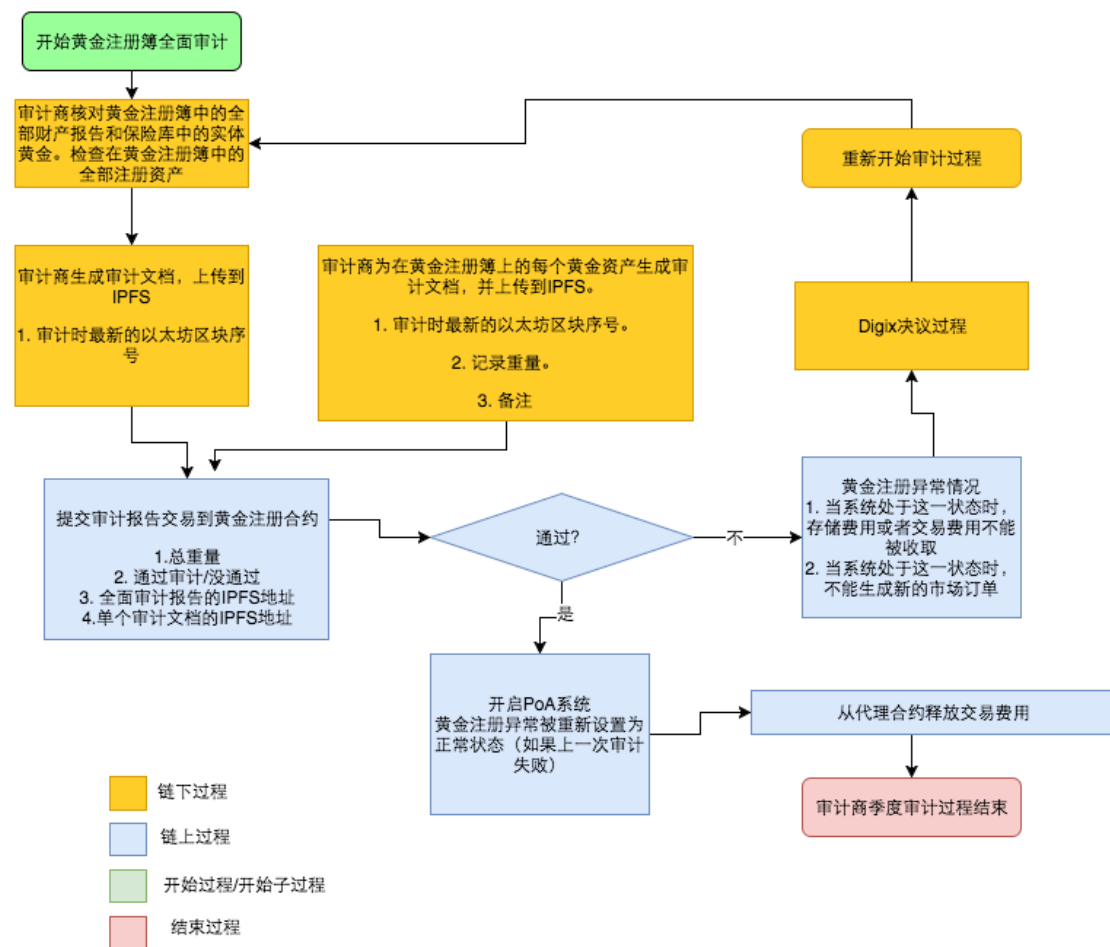 开始黄金注册簿全面审计
审计商核对黄金注册簿中的全
部财产报告和保险库中的实体
黄金。检查在黄金注册簿中的
全部注册资产
重新开始审计过程
审计商生成审计文档，上传到
IPFS
1. 审计时最新的以太坊区块序
号
审计商为在黄金注册簿上的每个黄金资产生成审
计文档，并上传到IPFS。
1. 审计时最新的以太坊区块序号。
2. 记录重量。
3. 备注
Digix决议过程
提交审计报告交易到黄金注册合约
1.总重量
2. 通过审计/没通过
3. 全面审计报告的IPFS地址
4.单个审计文档的IPFS地址
通过?
不
黄金注册异常情况
1. 当系统处于这一状态时，
存储费用或者交易费用不能
被收取
2. 当系统处于这一状态时，
不能生成新的市场订单
是
开启PoA系统
黄金注册异常被重新设置为
正常状态（如果上一次审计
失败）
从代理合约释放交易费用
审计商季度审计过程结束
链下过程
链上过程
开始过程/开始子过程
结束过程